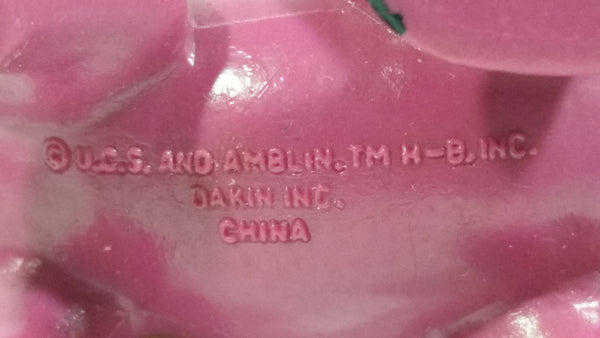 © U.C.S. AND AMBLIN. TM H-B, INC.
DAKIN INC.
CHINA